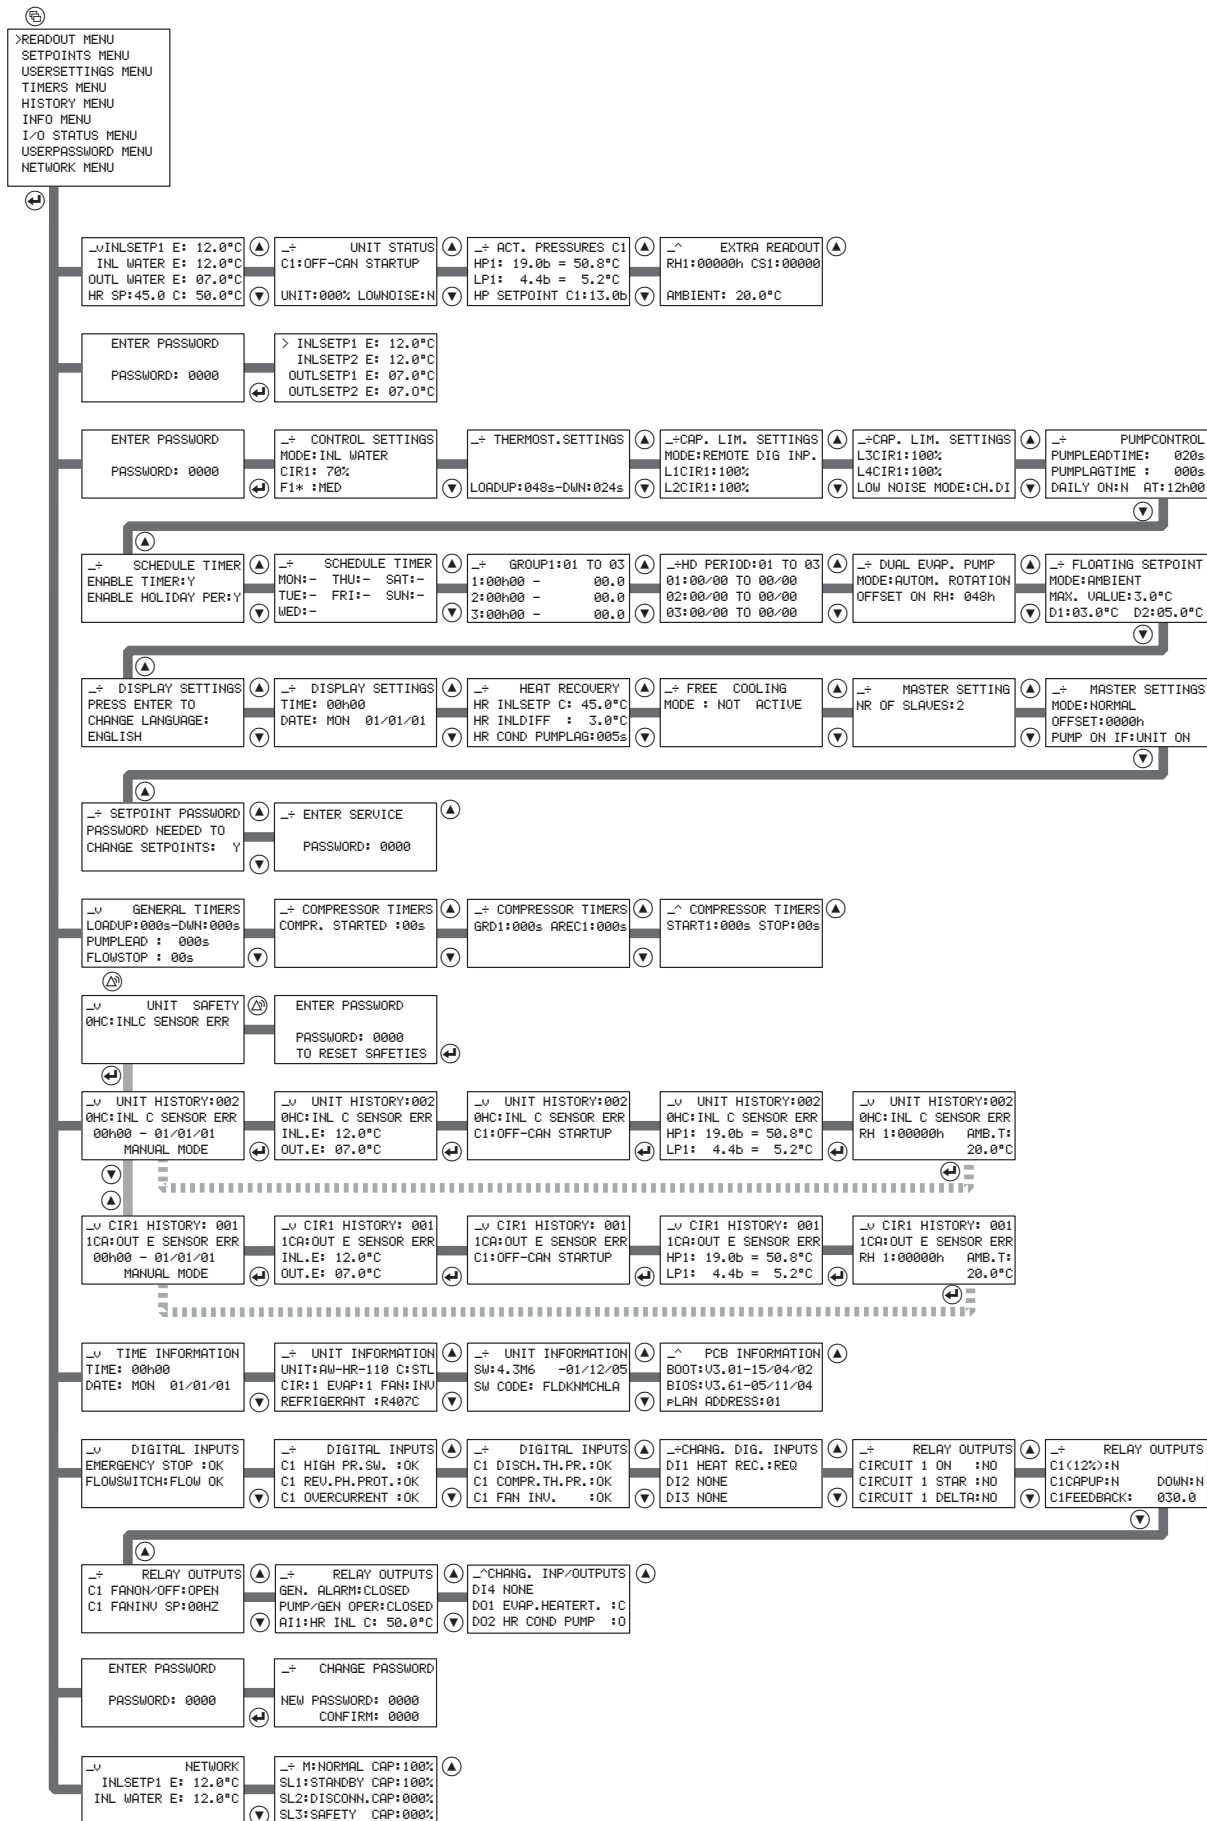 >READOUT MENU
SETPOINTS MENU
USERSETTINGS MENU
TIMERS MENU
HISTORY MENU
INFO MENU
I/O STATUS MENU
USERPASSWORD MENU
NETWORK MENU
_vINLSETP1 E: 12.0°C
INL WATER E: 12.0°C
OUTL WATER E: 07.0°C
HR SP:45.0 C: 50.0°C
_÷ UNIT STATUS
C1:OFF-CAN STARTUP
UNIT:000% LOWNOISE:N
_÷ ACT. PRESSURES C1
HP1: 19.0b = 50.8°C
LP1: 4.4b = 5.2°C
HP SETPOINT C1:13.0b
_^ EXTRA READOUT
RH1:00000h CS1:00000
AMBIENT: 20.0°C
ENTER PASSWORD
PASSWORD: 0000
> INLSETP1 E: 12.0°C
INLSETP2 E: 12.0°C
OUTLSETP1 E: 07.0°C
OUTLSETP2 E: 07.0°C
ENTER PASSWORD
PASSWORD: 0000
_÷ CONTROL SETTINGS
MODE:INL WATER
CIR1: 70%
F1* :MED
_÷ THERMOST.SETTINGS
LOADUP:048s-DWN:024s
_÷CAP. LIM. SETTINGS
MODE:REMOTE DIG INP.
L1CIR1:100%
L2CIR1:100%
_÷CAP. LIM. SETTINGS
L3CIR1:100%
L4CIR1:100%
LOW NOISE MODE:CH.DI
_÷ PUMPCONTROL
PUMPLEADTIME: 020s
PUMPLAGTIME : 000s
DAILY ON:N AT:12h00
_÷ SCHEDULE TIMER
ENABLE TIMER:Y
ENABLE HOLIDAY PER:Y
_÷ SCHEDULE TIMER
MON:- THU:- SAT:-
TUE:- FRI:- SUN:-
WED:-
_÷ GROUP1:01 TO 03
1:00h00 - 00.0
2:00h00 - 00.0
3:00h00 - 00.0
_÷HD PERIOD:01 TO 03
01:00/00 TO 00/00
02:00/00 TO 00/00
03:00/00 TO 00/00
_÷ DUAL EVAP. PUMP
MODE:AUTOM. ROTATION
OFFSET ON RH: 048h
_÷ FLOATING SETPOINT
MODE:AMBIENT
MAX. VALUE:3.0°C
D1:03.0°C D2:05.0°C
_÷ DISPLAY SETTINGS
PRESS ENTER TO
CHANGE LANGUAGE:
ENGLISH
_÷ DISPLAY SETTINGS
TIME: 00h00
DATE: MON 01/01/01
_÷ HEAT RECOVERY
HR INLSETP C: 45.0°C
HR INLDIFF : 3.0°C
HR COND PUMPLAG:005s
_÷ FREE COOLING
MODE : NOT ACTIVE
_÷ MASTER SETTING
NR OF SLAVES:2
_÷ MASTER SETTINGS
MODE:NORMAL
OFFSET:0000h
PUMP ON IF:UNIT ON
_÷ SETPOINT PASSWORD
PASSWORD NEEDED TO
CHANGE SETPOINTS: Y
_÷ ENTER SERVICE
PASSWORD: 0000
_v GENERAL TIMERS
LOADUP:000s-DWN:000s
PUMPLEAD : 000s
FLOWSTOP : 00s
_÷ COMPRESSOR TIMERS
COMPR. STARTED :00s
_÷ COMPRESSOR TIMERS
GRD1:000s AREC1:000s
_^ COMPRESSOR TIMERS
START1:000s STOP:00s
_v UNIT SAFETY
0HC:INLC SENSOR ERR
ENTER PASSWORD
PASSWORD: 0000
TO RESET SAFETIES
_v UNIT HISTORY:002
0HC:INL C SENSOR ERR
00h00 - 01/01/01
MANUAL MODE
_v UNIT HISTORY:002
0HC:INL C SENSOR ERR
INL.E: 12.0°C
OUT.E: 07.0°C
_v UNIT HISTORY:002
0HC:INL C SENSOR ERR
C1:OFF-CAN STARTUP
_v UNIT HISTORY:002
0HC:INL C SENSOR ERR
HP1: 19.0b = 50.8°C
LP1: 4.4b = 5.2°C
_v UNIT HISTORY:002
0HC:INL C SENSOR ERR
RH 1:00000h AMB.T:
20.0°C
_v CIR1 HISTORY: 001
1CA:OUT E SENSOR ERR
00h00 - 01/01/01
MANUAL MODE
_v CIR1 HISTORY: 001
1CA:OUT E SENSOR ERR
INL.E: 12.0°C
OUT.E: 07.0°C
_v CIR1 HISTORY: 001
1CA:OUT E SENSOR ERR
C1:OFF-CAN STARTUP
_v CIR1 HISTORY: 001
1CA:OUT E SENSOR ERR
HP1: 19.0b = 50.8°C
LP1: 4.4b = 5.2°C
_v CIR1 HISTORY: 001
1CA:OUT E SENSOR ERR
RH 1:00000h AMB.T:
20.0°C
_v TIME INFORMATION
TIME: 00h00
DATE: MON 01/01/01
_÷ UNIT INFORMATION
UNIT:AW-HR-110 C:STL
CIR:1 EVAP:1 FAN:INV
REFRIGERANT :R407C
_÷ UNIT INFORMATION
SW:4.3M6 -01/12/05
SW CODE: FLDKNMCHLA
_^ PCB INFORMATION
BOOT:V3.01-15/04/02
BIOS:V3.61-05/11/04
pLAN ADDRESS:01
_v DIGITAL INPUTS
EMERGENCY STOP :OK
FLOWSWITCH:FLOW OK
_÷ DIGITAL INPUTS
C1 HIGH PR.SW. :OK
C1 REV.PH.PROT.:OK
C1 OVERCURRENT :OK
_÷ DIGITAL INPUTS
C1 DISCH.TH.PR.:OK
C1 COMPR.TH.PR.:OK
C1 FAN INV. :OK
_÷CHANG. DIG. INPUTS
DI1 HEAT REC.:REQ
DI2 NONE
DI3 NONE
_÷ RELAY OUTPUTS
CIRCUIT 1 ON :NO
CIRCUIT 1 STAR :NO
CIRCUIT 1 DELTA:NO
_÷ RELAY OUTPUTS
C1(12%):N
C1CAPUP:N DOWN:N
C1FEEDBACK: 030.0
_÷ RELAY OUTPUTS
C1 FANON/OFF:OPEN
C1 FANINV SP:00HZ
_÷ RELAY OUTPUTS
GEN. ALARM:CLOSED
PUMP/GEN OPER:CLOSED
AI1:HR INL C: 50.0°C
_^CHANG. INP/OUTPUTS
DI4 NONE
DO1 EVAP.HEATERT. :C
DO2 HR COND PUMP :O
ENTER PASSWORD
PASSWORD: 0000
_÷ CHANGE PASSWORD
NEW PASSWORD: 0000
CONFIRM: 0000
_v NETWORK
INLSETP1 E: 12.0°C
INL WATER E: 12.0°C
_÷ M:NORMAL CAP:100%
SL1:STANDBY CAP:100%
SL2:DISCONN.CAP:000%
SL3:SAFETY CAP:000%